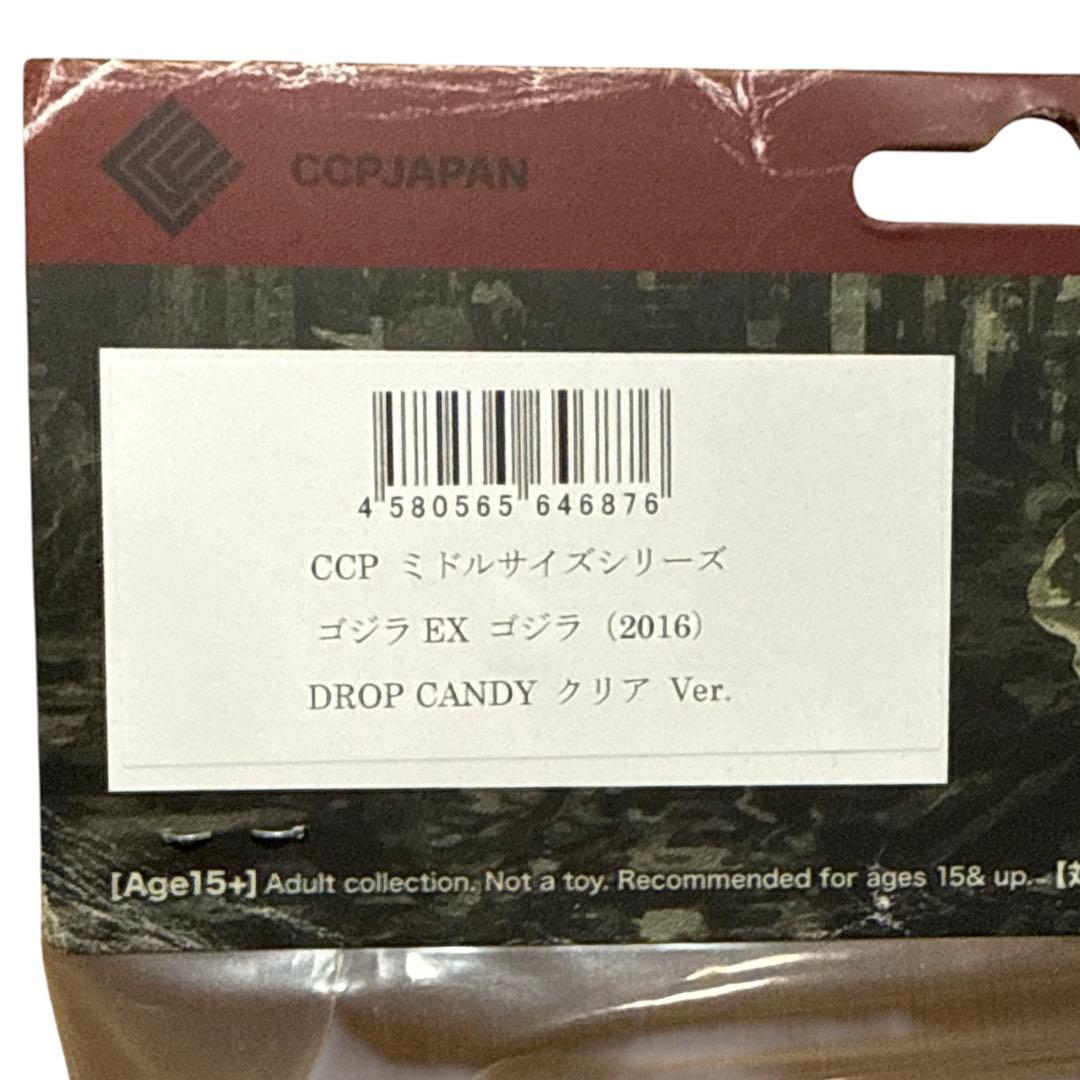 CCPJAPAN
4 580565 646876
CCP ミドルサイズシリーズ
ゴジラ EX ゴジラ（2016）
DROP CANDY クリア Ver.
[Age15+] Adult collection. Not a toy. Recommended for ages 15& up.